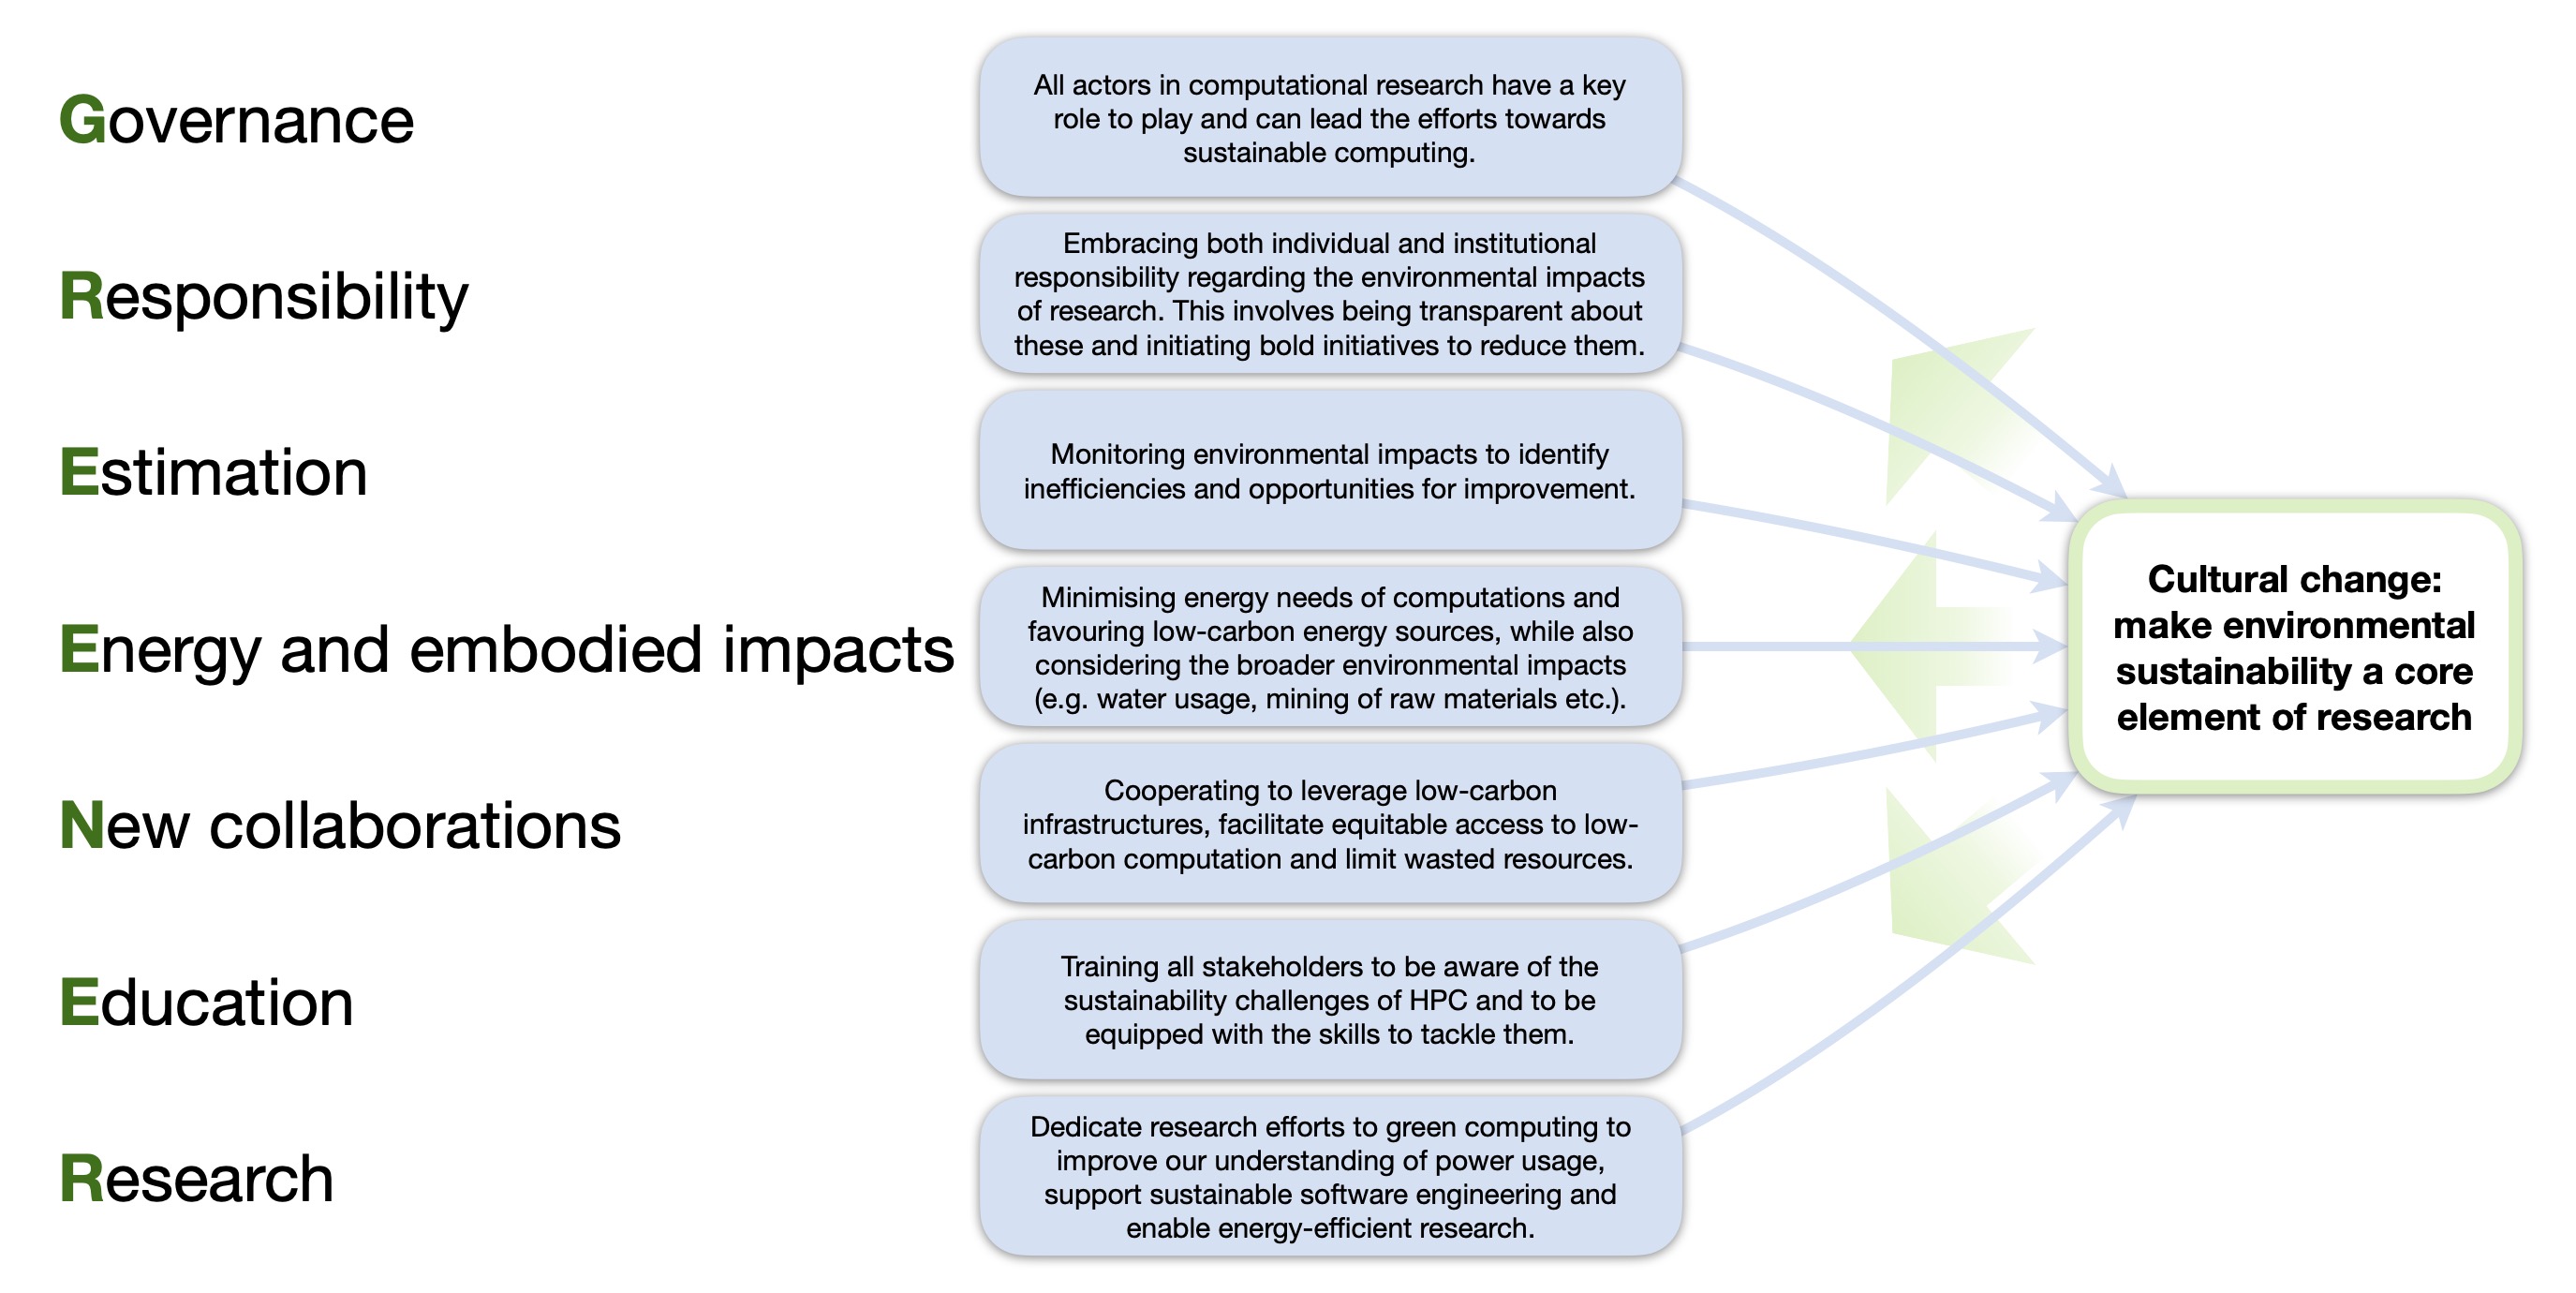 Governance
All actors in computational research have a key
role to play and can lead the efforts towards
sustainable computing.
Responsibility
Embracing both individual and institutional
responsibility regarding the environmental impacts
of research. This involves being transparent about
these and initiating bold initiatives to reduce them.
Estimation
Monitoring environmental impacts to identify
inefficiencies and opportunities for improvement.
Energy and embodied impacts
Minimising energy needs of computations and
favouring low-carbon energy sources, while also
considering the broader environmental impacts
(e.g. water usage, mining of raw materials etc.).
New collaborations
Cooperating to leverage low-carbon
infrastructures, facilitate equitable access to low-
carbon computation and limit wasted resources.
Education
Training all stakeholders to be aware of the
sustainability challenges of HPC and to be
equipped with the skills to tackle them.
Research
Dedicate research efforts to green computing to
improve our understanding of power usage,
support sustainable software engineering and
enable energy-efficient research.
Cultural change:
make environmental
sustainability a core
element of research